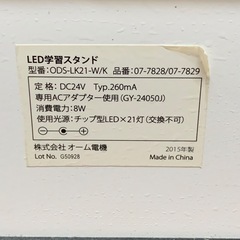 LED学習スタンド
型番:ODS-LK21-W/K 品番:07-7828/07-7829
定 格:DC24V Typ.260mA
専用ACアダプター使用(GY-24050J)
消費電力:8W
使用光源:チップ型LED×21灯(交換不可)
株式会社 オーム電機 2015年製
Lot No. G50928 Made in China